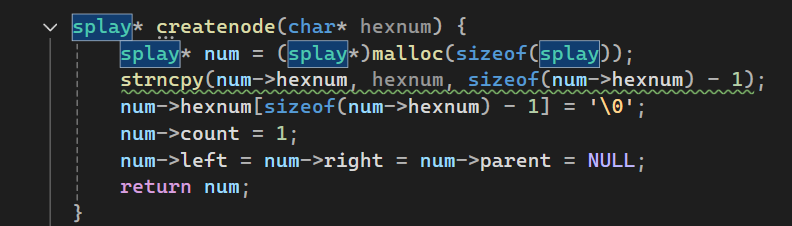 splay* createnode(char* hexnum) {
splay* num = (splay*)malloc(sizeof(splay));
strncpy(num->hexnum, hexnum, sizeof(num->hexnum) - 1);
num->hexnum[sizeof(num->hexnum) - 1] = '\0';
num->count = 1;
num->left = num->right = num->parent = NULL;
return num;
}